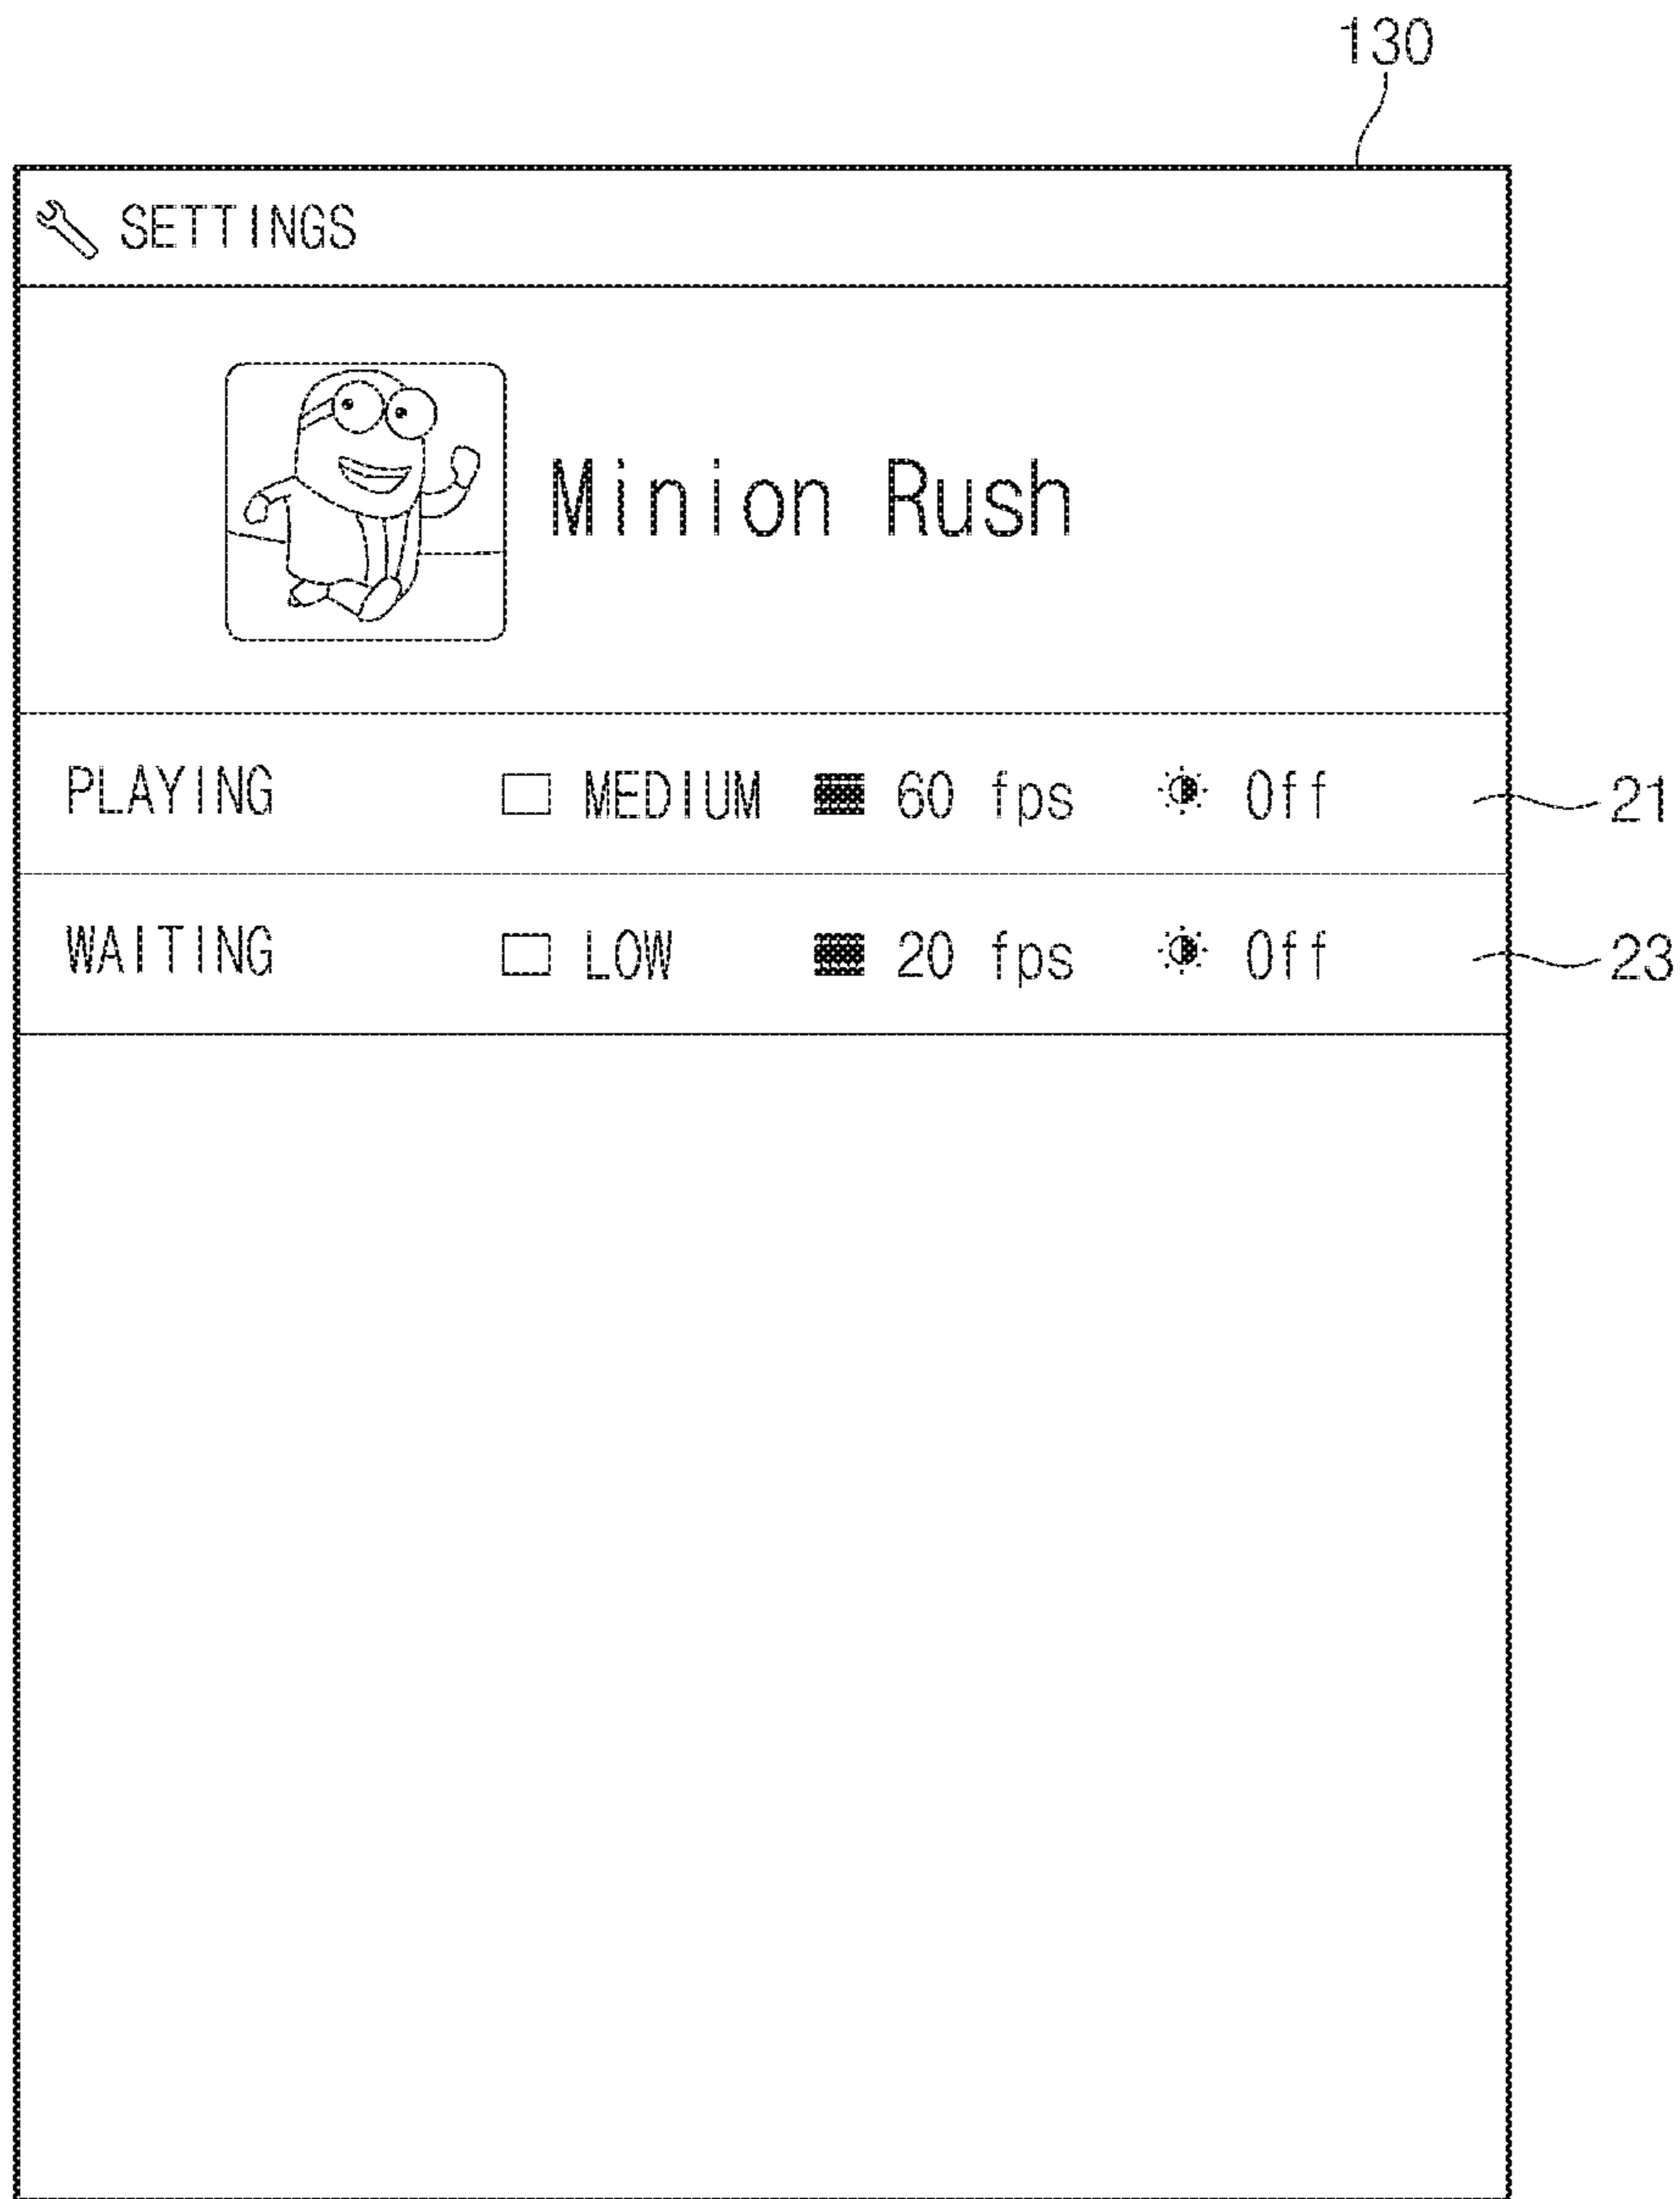 130
SETTINGS
Minion Rush
PLAYING MEDIUM 60 fps Off 21
WAITING LOW 20 fps Off 23